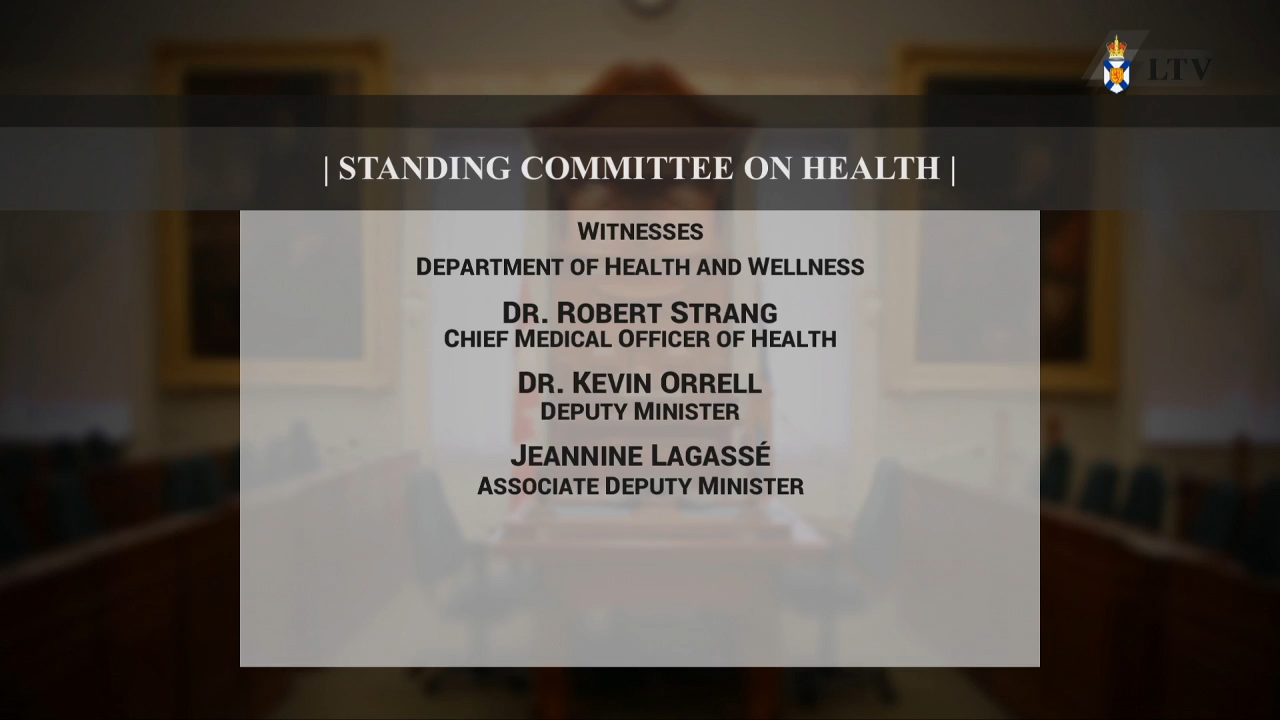 LTV
| STANDING COMMITTEE ON HEALTH |
WITNESSES
DEPARTMENT OF HEALTH AND WELLNESS
DR. ROBERT STRANG
CHIEF MEDICAL OFFICER OF HEALTH
DR. KEVIN ORRELL
DEPUTY MINISTER
JEANNINE LAGASSÉ
ASSOCIATE DEPUTY MINISTER